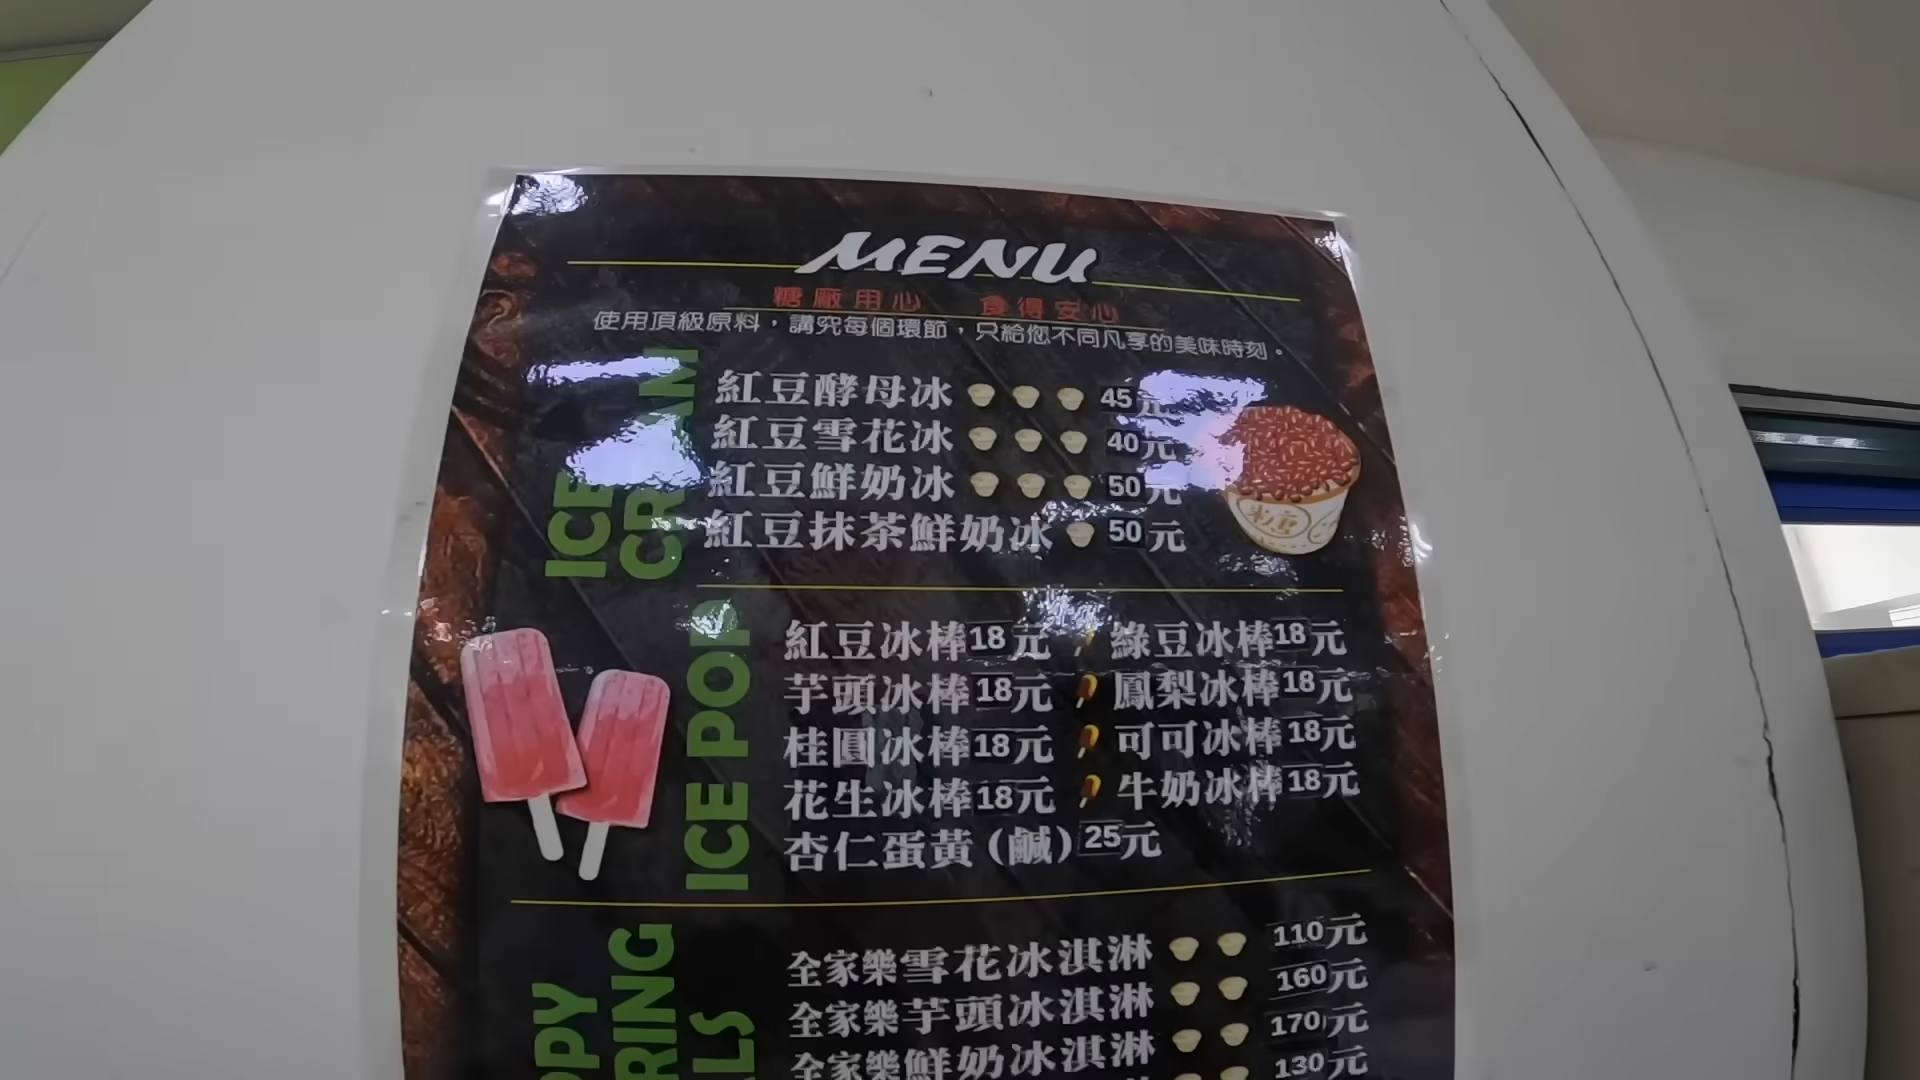 MENU
糖廠用心 食得安心
使用頂級原料，講究每個環節，只給您不同凡享的美味時刻。
ICE
紅豆酵母冰 45元
紅豆雪花冰 40元
紅豆鮮奶冰 50元
紅豆抹茶鮮奶冰 50元
ICE POP
紅豆冰棒18元 綠豆冰棒18元
芋頭冰棒18元 鳳梨冰棒18元
桂圓冰棒18元 可可冰棒18元
花生冰棒18元 牛奶冰棒18元
杏仁蛋黃(鹹)25元
全家樂雪花冰淇淋 110元
全家樂芋頭冰淇淋 160元
全家樂鮮奶冰淇淋 170元
130元